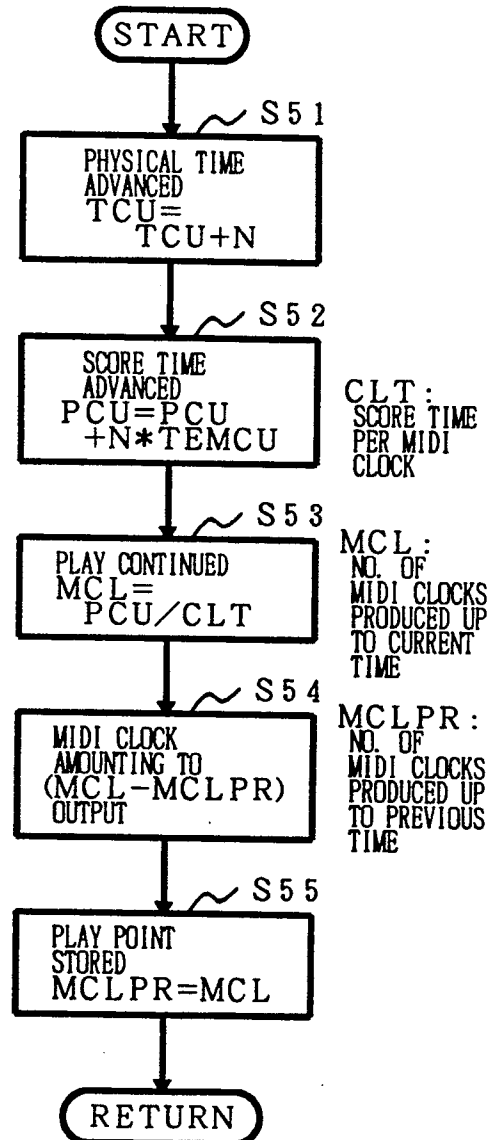 START
S51
PHYSICAL TIME
ADVANCED
TCU=
TCU+N
S52
SCORE TIME
ADVANCED
PCU=PCU
+N*TEMCU
CLT:
SCORE TIME
PER MIDI
CLOCK
S53
PLAY CONTINUED
MCL=
PCU/CLT
MCL:
NO. OF
MIDI CLOCKS
PRODUCED UP
TO CURRENT
TIME
S54
MIDI CLOCK
AMOUNTING TO
(MCL-MCLPR)
OUTPUT
MCLPR:
NO. OF
MIDI CLOCKS
PRODUCED UP
TO PREVIOUS
TIME
S55
PLAY POINT
STORED
MCLPR=MCL
RETURN